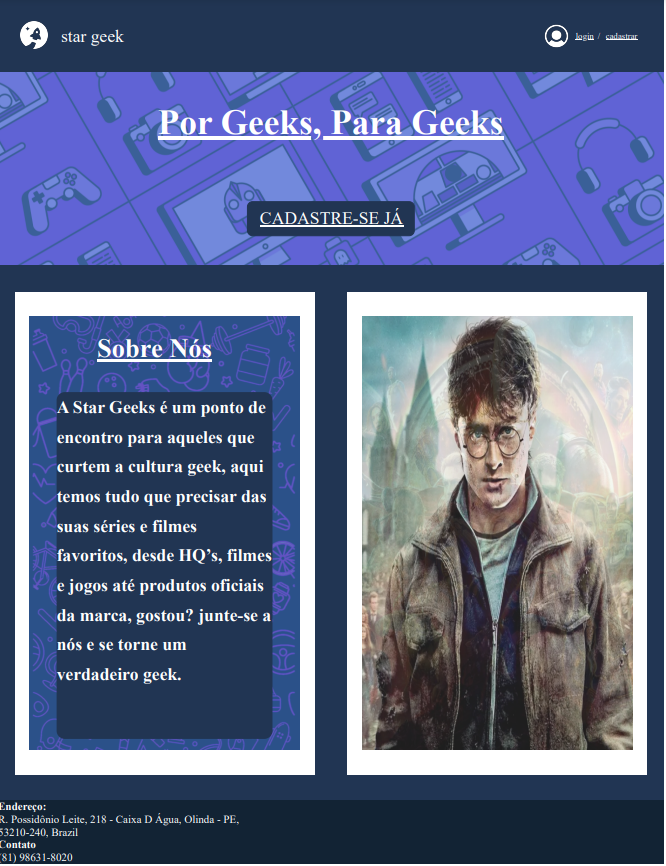 star geek
login / cadastrar
Por Geeks, Para Geeks
CADASTRE-SE JÁ
Sobre Nós
A Star Geeks é um ponto de
encontro para aqueles que
curtem a cultura geek, aqui
temos tudo que precisar das
suas séries e filmes
favoritos, desde HQ’s, filmes
e jogos até produtos oficiais
da marca, gostou? junte-se a
nós e se torne um
verdadeiro geek.
Endereço:
R. Possidônio Leite, 218 - Caixa D Água, Olinda - PE,
53210-240, Brazil
Contato
(81) 98631-8020